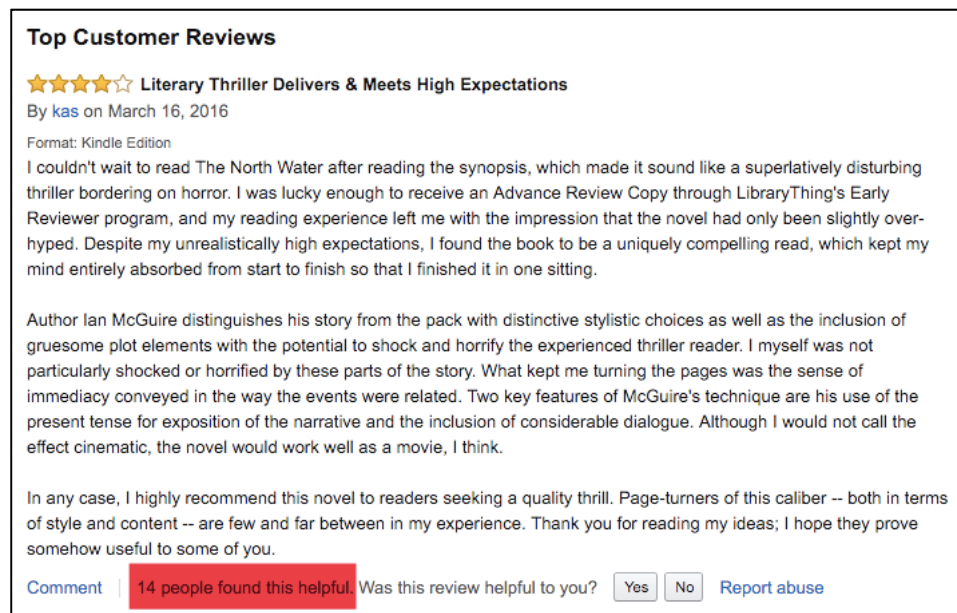 Top Customer Reviews
Literary Thriller Delivers & Meets High Expectations
By kas on March 16, 2016
Format: Kindle Edition
I couldn't wait to read The North Water after reading the synopsis, which made it sound like a superlatively disturbing
thriller bordering on horror. I was lucky enough to receive an Advance Review Copy through LibraryThing's Early
Reviewer program, and my reading experience left me with the impression that the novel had only been slightly over-
hyped. Despite my unrealistically high expectations, I found the book to be a uniquely compelling read, which kept my
mind entirely absorbed from start to finish so that I finished it in one sitting.
Author Ian McGuire distinguishes his story from the pack with distinctive stylistic choices as well as the inclusion of
gruesome plot elements with the potential to shock and horrify the experienced thriller reader. I myself was not
particularly shocked or horrified by these parts of the story. What kept me turning the pages was the sense of
immediacy conveyed in the way the events were related. Two key features of McGuire's technique are his use of the
present tense for exposition of the narrative and the inclusion of considerable dialogue. Although I would not call the
effect cinematic, the novel would work well as a movie, I think.
In any case, I highly recommend this novel to readers seeking a quality thrill. Page-turners of this caliber -- both in terms
of style and content -- are few and far between in my experience. Thank you for reading my ideas; I hope they prove
somehow useful to some of you.
Comment 14 people found this helpful. Was this review helpful to you? Yes No Report abuse